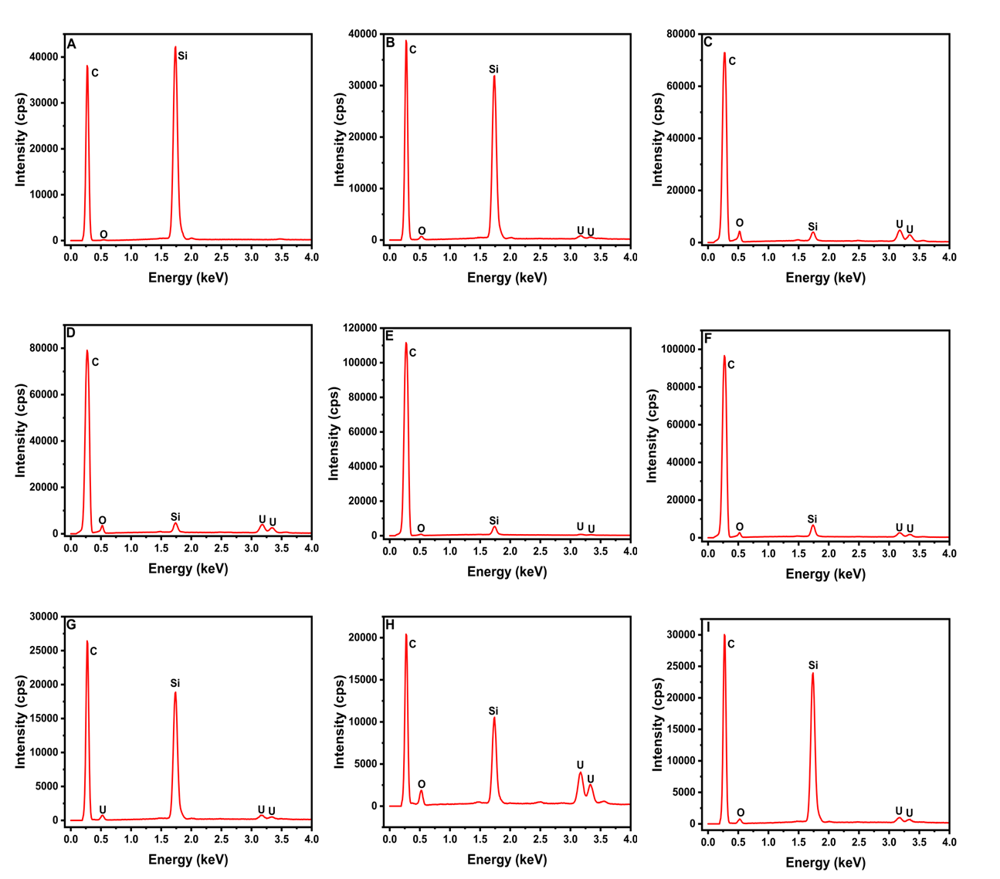 A
C
Si
O
40000
30000
20000
10000
0
0.0 0.5 1.0 1.5 2.0 2.5 3.0 3.5 4.0
Energy (keV)
Intensity (cps)
B
C
Si
O
U U
40000
30000
20000
10000
0
0.0 0.5 1.0 1.5 2.0 2.5 3.0 3.5 4.0
Energy (keV)
Intensity (cps)
C
C
O
Si
U U
80000
60000
40000
20000
0
0.0 0.5 1.0 1.5 2.0 2.5 3.0 3.5 4.0
Energy (keV)
Intensity (cps)
D
C
O
Si
U U
80000
60000
40000
20000
0
0.0 0.5 1.0 1.5 2.0 2.5 3.0 3.5 4.0
Energy (keV)
Intensity (cps)
E
C
O
Si
U U
120000
100000
80000
60000
40000
20000
0
0.0 0.5 1.0 1.5 2.0 2.5 3.0 3.5 4.0
Energy (keV)
Intensity (cps)
F
C
O
Si
U U
100000
80000
60000
40000
20000
0
0.0 0.5 1.0 1.5 2.0 2.5 3.0 3.5 4.0
Energy (keV)
Intensity (cps)
G
C
U
Si
U U
30000
25000
20000
15000
10000
5000
0
0.0 0.5 1.0 1.5 2.0 2.5 3.0 3.5 4.0
Energy (keV)
Intensity (cps)
H
C
O
Si
U
U
20000
15000
10000
5000
0
0.0 0.5 1.0 1.5 2.0 2.5 3.0 3.5 4.0
Energy (keV)
Intensity (cps)
I
C
O
Si
U U
30000
25000
20000
15000
10000
5000
0
0.0 0.5 1.0 1.5 2.0 2.5 3.0 3.5 4.0
Energy (keV)
Intensity (cps)